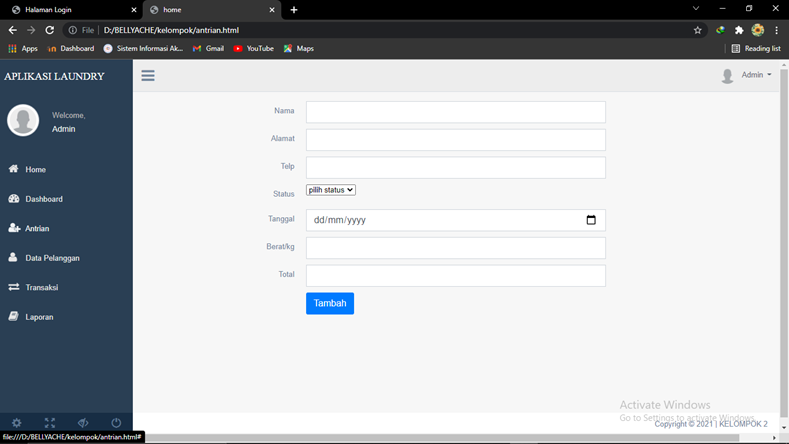 Halaman Login
home
File
D:/BELLYACHE/kelompok/antrian.html
Apps
Dashboard
Sistem Informasi Ak...
Gmail
YouTube
Maps
Reading list
APLIKASI LAUNDRY
Admin
Welcome,
Admin
Home
Dashboard
Antrian
Data Pelanggan
Transaksi
Laporan
Nama
Alamat
Telp
Status
pilih status
Tanggal
dd/mm/yyyy
Berat/kg
Total
Tambah
Activate Windows
Go to Settings to activate Windows.
Copyright © 2021 | KELOMPOK 2
file:///D:/BELLYACHE/kelompok/antrian.html#